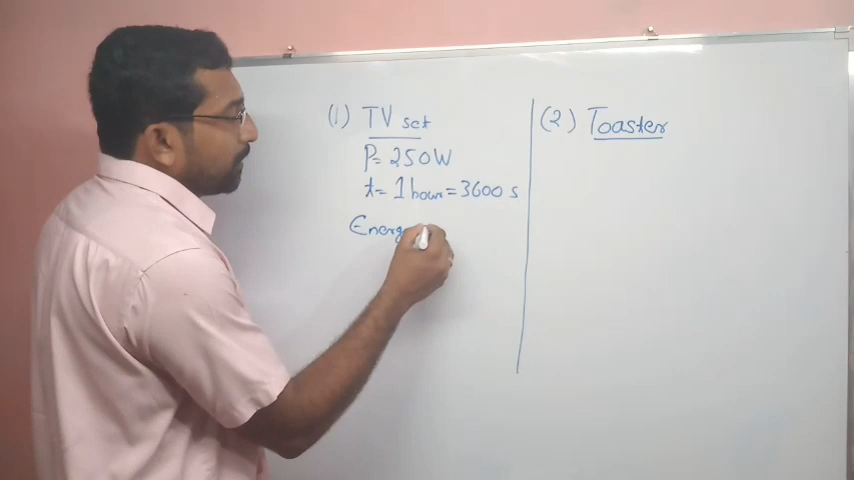 (1) TV set
P= 250W
t= 1 hour = 3600 s
Energ
(2) Toaster